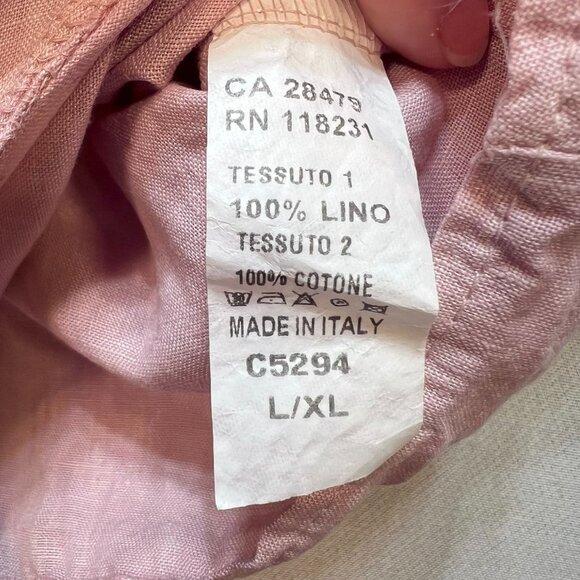 CA 28479
RN 118231
TESSUTO 1
100% LINO
TESSUTO 2
100% COTONE
MADE IN ITALY
C5294
L/XL